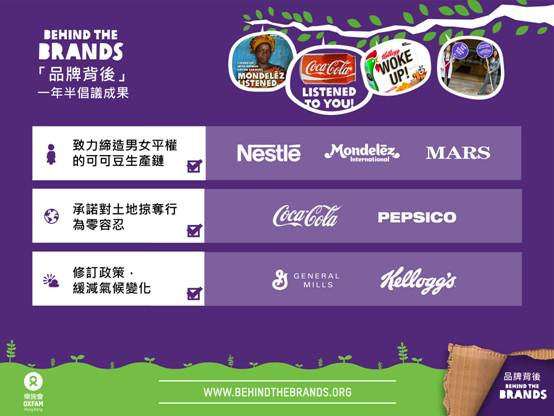 BEHIND THE
BRANDS
「品牌背後」
一年半倡議成果
MONDELĒZ
LISTENED
Coca-Cola
LISTENED
TO YOU!
Kellogg
WOKE
UP!
致力締造男女平權
的可可豆生產鏈
Nestlé
Mondelēz
International
MARS
承諾對土地掠奪行
為零容忍
Coca-Cola
PEPSICO
修訂政策，
緩減氣候變化
GENERAL
MILLS
Kellogg's
樂施會
OXFAM
Hong Kong
WWW.BEHINDTHEBRANDS.ORG
品牌背後
BEHIND THE
BRANDS